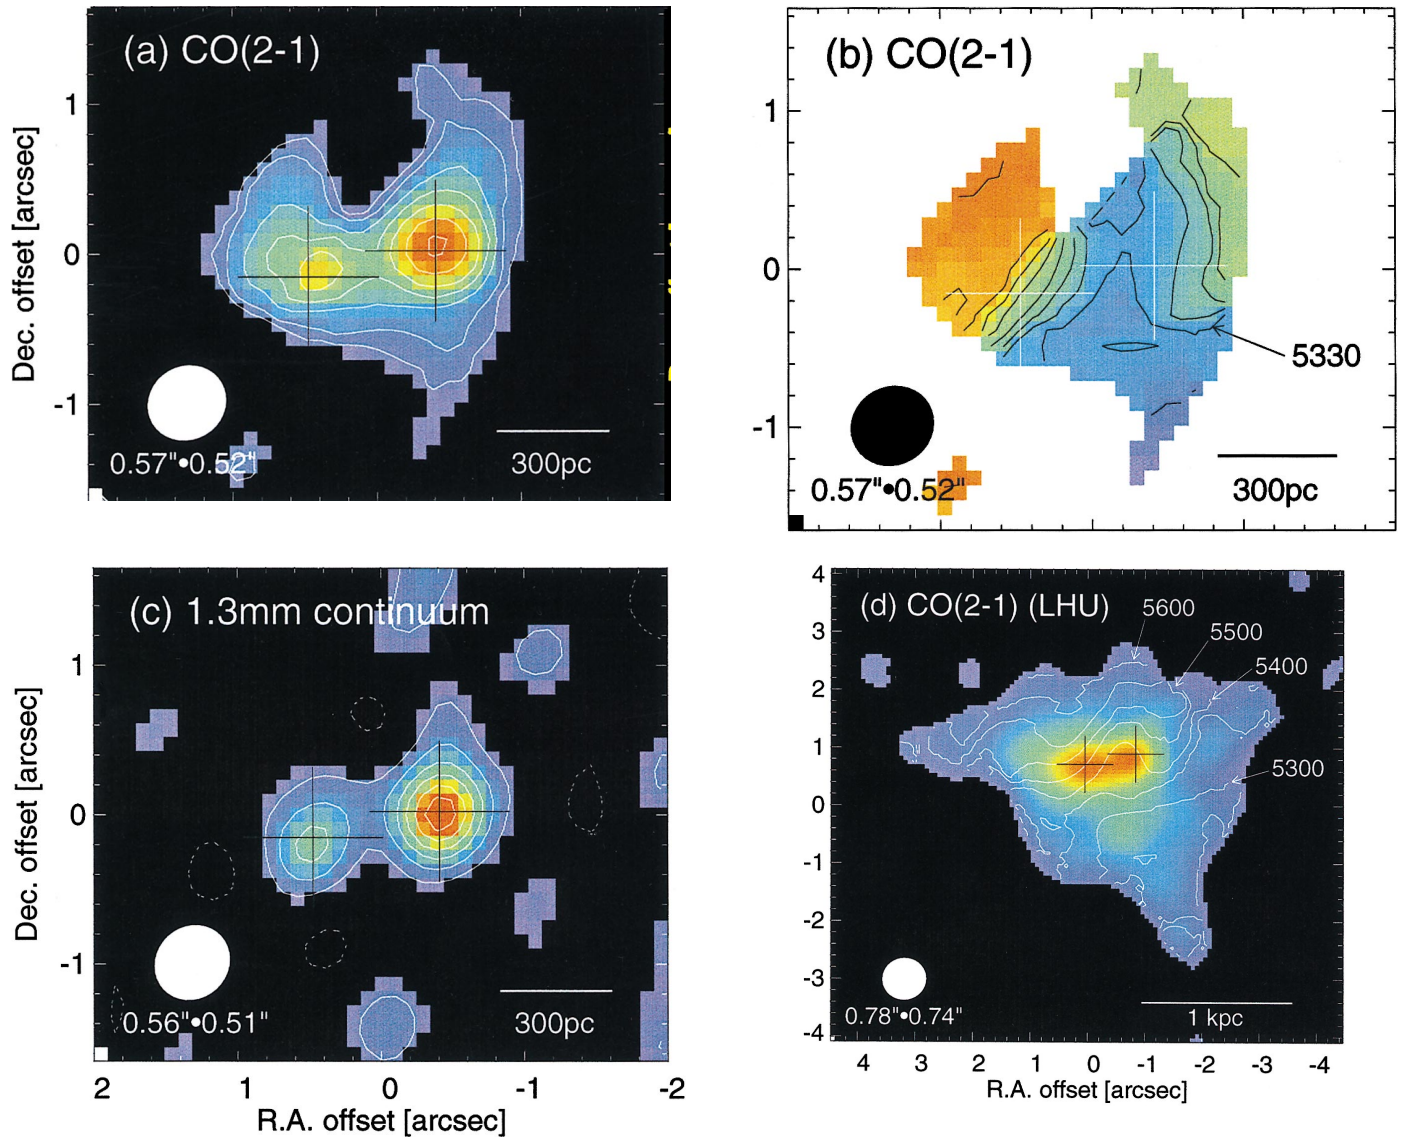 (a) CO(2-1)
Dec. offset [arcsec]
1
0
-1
0.57"•0.52"
300pc
(b) CO(2-1)
1
0
-1
5330
0.57"•0.52"
300pc
(c) 1.3mm continuum
Dec. offset [arcsec]
1
0
-1
0.56"•0.51"
300pc
2 1 0 -1 -2
R.A. offset [arcsec]
(d) CO(2-1) (LHU)
5600
5500
5400
5300
4
3
2
1
0
-1
-2
-3
-4
0.78"•0.74"
1 kpc
4 3 2 1 0 -1 -2 -3 -4
R.A. offset [arcsec]